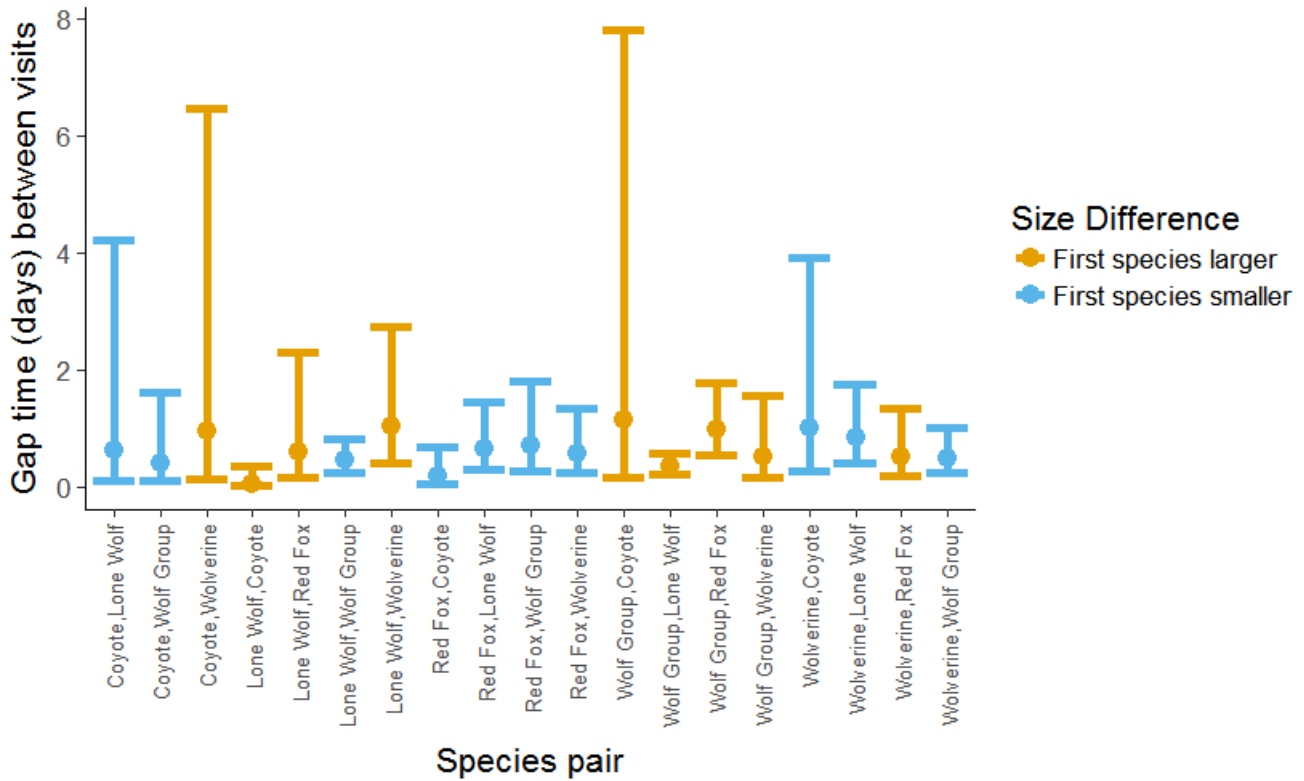 Gap time (days) between visits
8
6
4
2
0
Size Difference
First species larger
First species smaller
Coyote,Lone Wolf
Coyote,Wolf Group
Coyote,Wolverine
Lone Wolf,Coyote
Lone Wolf,Red Fox
Lone Wolf,Wolf Group
Lone Wolf,Wolverine
Red Fox,Coyote
Red Fox,Lone Wolf
Red Fox,Wolf Group
Red Fox,Wolverine
Wolf Group,Coyote
Wolf Group,Lone Wolf
Wolf Group,Red Fox
Wolf Group,Wolverine
Wolverine,Coyote
Wolverine,Lone Wolf
Wolverine,Red Fox
Wolverine,Wolf Group
Species pair